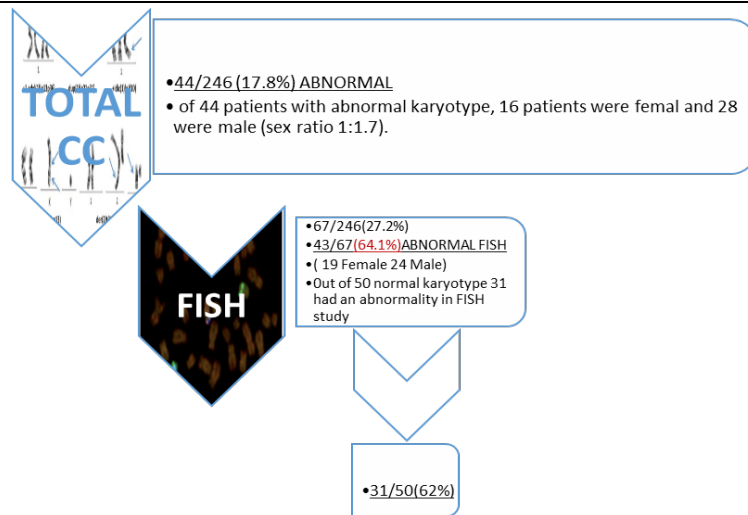 TOTAL
CC
•44/246 (17.8%) ABNORMAL
• of 44 patients with abnormal karyotype, 16 patients were femal and 28
were male (sex ratio 1:1.7).
FISH
•67/246(27.2%)
•43/67(64.1%)ABNORMAL FISH
•( 19 Female 24 Male)
•Out of 50 normal karyotype 31
had an abnormality in FISH
study
•31/50(62%)